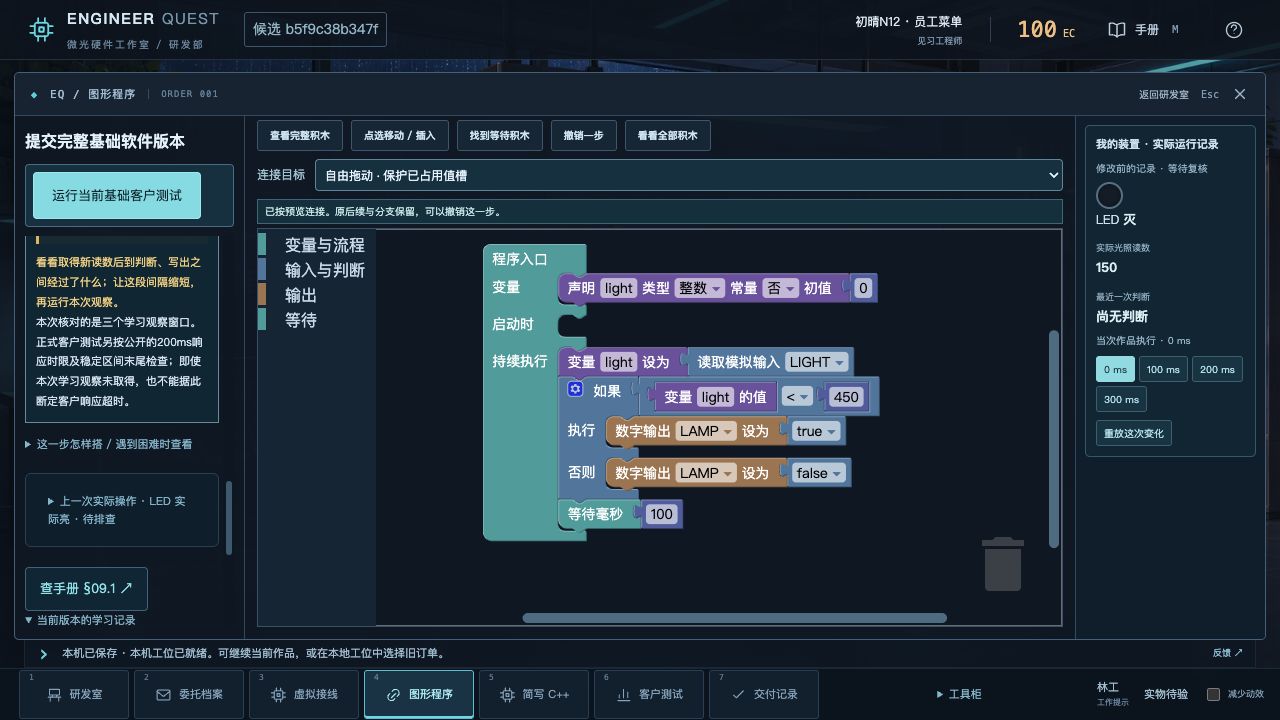 ENGINEER QUEST
微光硬件工作室 / 研发部
候选 b5f9c38b347f
初晴N12 · 员工菜单
见习工程师
100 EC
手册 M
EQ / 图形程序 ORDER 001
返回研发室 Esc
提交完整基础软件版本
运行当前基础客户测试
看看取得新读数后到判断、写出之
间经过了什么；让这段间隔缩短，
再运行本次观察。
本次核对的是三个学习观察窗口。
正式客户测试另按公开的200ms响
应时限及稳定区间末尾检查；即使
本次学习观察未取得，也不能据此
断定客户响应超时。
这一步怎样搭 / 遇到困难时查看
上一次实际操作 · LED 实
际亮 · 待排查
查手册 §09.1 ↗
当前版本的学习记录
查看完整积木
点选移动 / 插入
找到等待积木
撤销一步
看看全部积木
连接目标
自由拖动 · 保护已占用值槽
已按预览连接。原后续与分支保留，可以撤销这一步。
变量与流程
输入与判断
输出
等待
程序入口
变量 声明 light 类型 整数 常量 否 初值 0
启动时
持续执行 变量 light 设为 读取模拟输入 LIGHT
如果 变量 light 的值 < 450
执行 数字输出 LAMP 设为 true
否则 数字输出 LAMP 设为 false
等待毫秒 100
我的装置 · 实际运行记录
修改前的记录 · 等待复核
LED 灭
实际光照读数
150
最近一次判断
尚无判断
当次作品执行 · 0 ms
0 ms 100 ms 200 ms
300 ms
重放这次变化
本机已保存 · 本机工位已就绪。可继续当前作品，或在本地工位中选择旧订单。
反馈 ↗
1 研发室
2 委托档案
3 虚拟接线
4 图形程序
5 简写 C++
6 客户测试
7 交付记录
工具柜
林工
工作提示
实物待验
减少动效